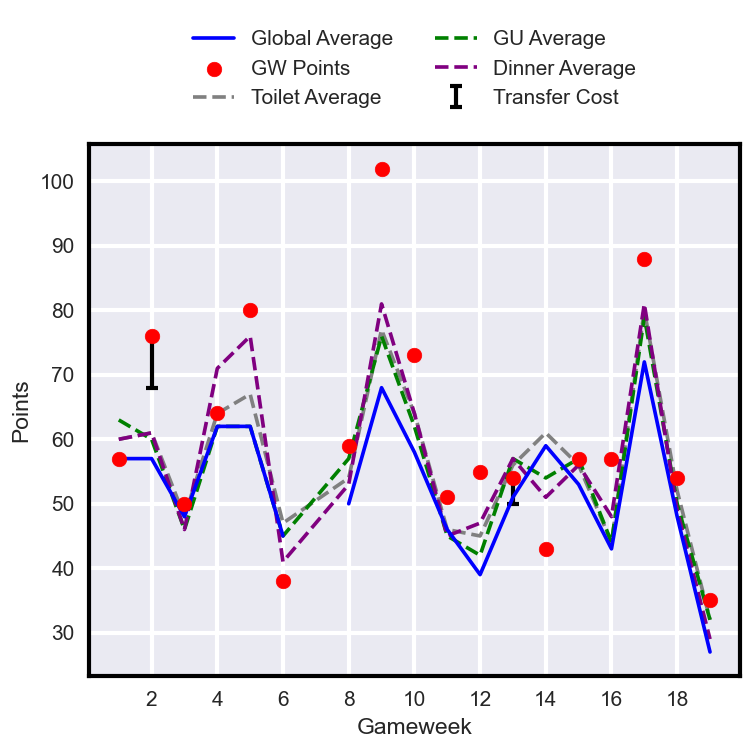 Global Average GU Average
GW Points Dinner Average
Toilet Average Transfer Cost
100
90
80
70
60
50
40
30
Points
2 4 6 8 10 12 14 16 18
Gameweek